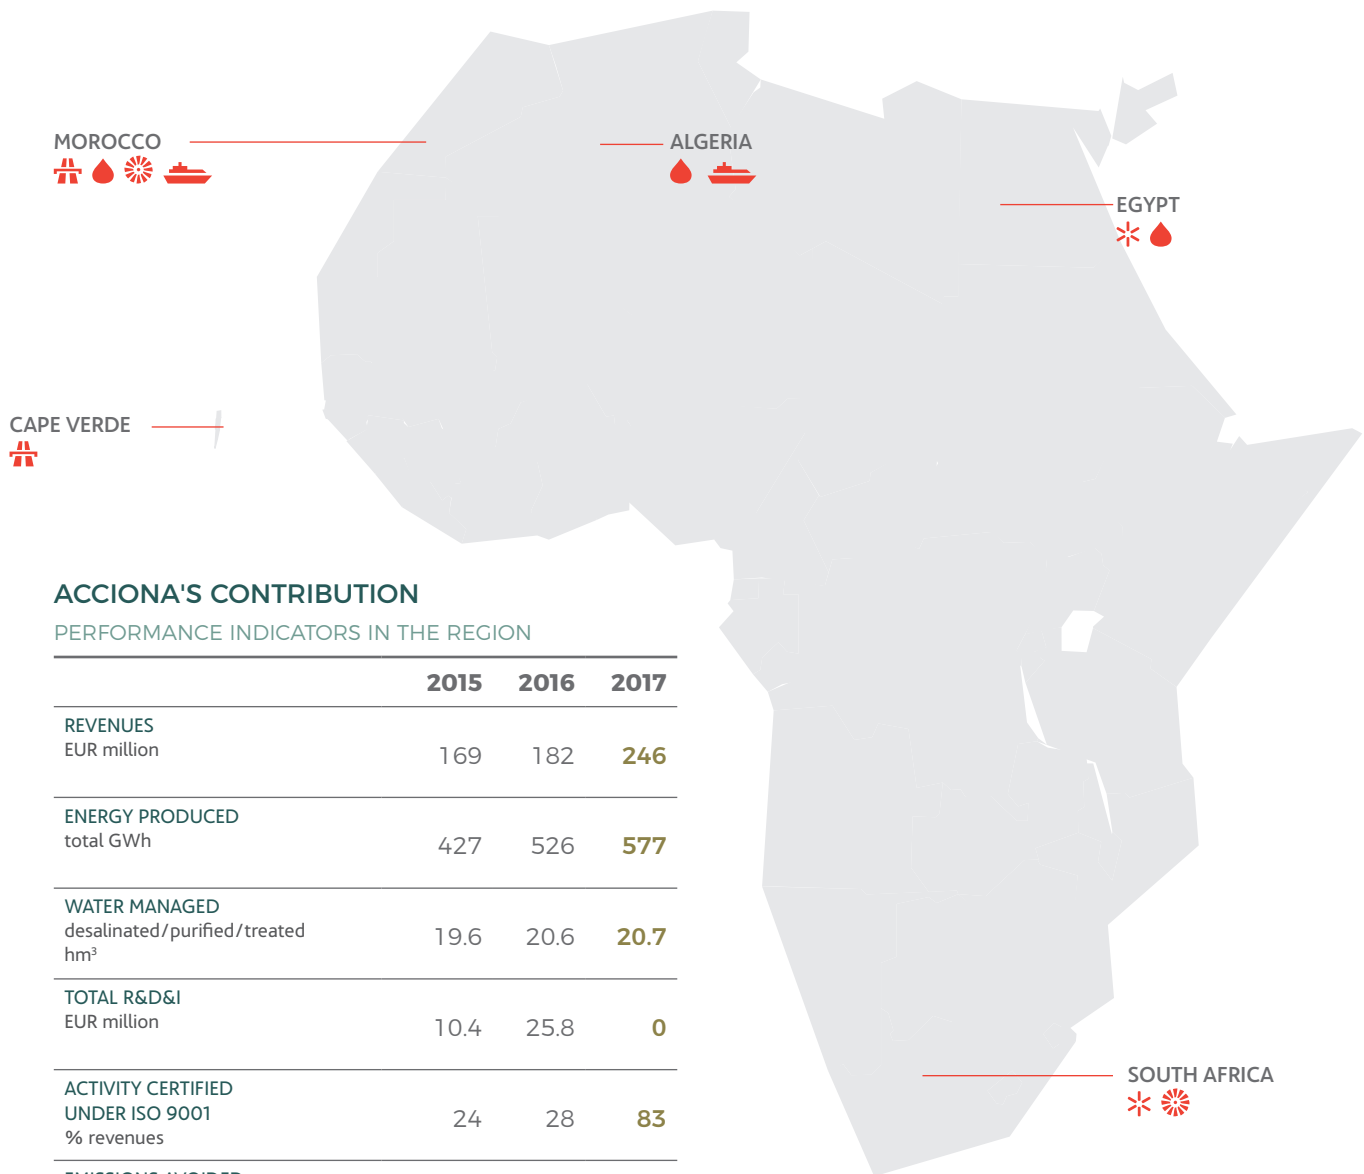 MOROCCO
ALGERIA
EGYPT
CAPE VERDE
ACCIONA'S CONTRIBUTION
PERFORMANCE INDICATORS IN THE REGION
2015 2016 2017
REVENUES
EUR million
169 182 246
ENERGY PRODUCED
total GWh
427 526 577
WATER MANAGED
desalinated/purified/treated
hm³
19.6 20.6 20.7
TOTAL R&D&I
EUR million
10.4 25.8 0
ACTIVITY CERTIFIED
UNDER ISO 9001
% revenues
24 28 83
EMISSIONS AVOIDED
SOUTH AFRICA